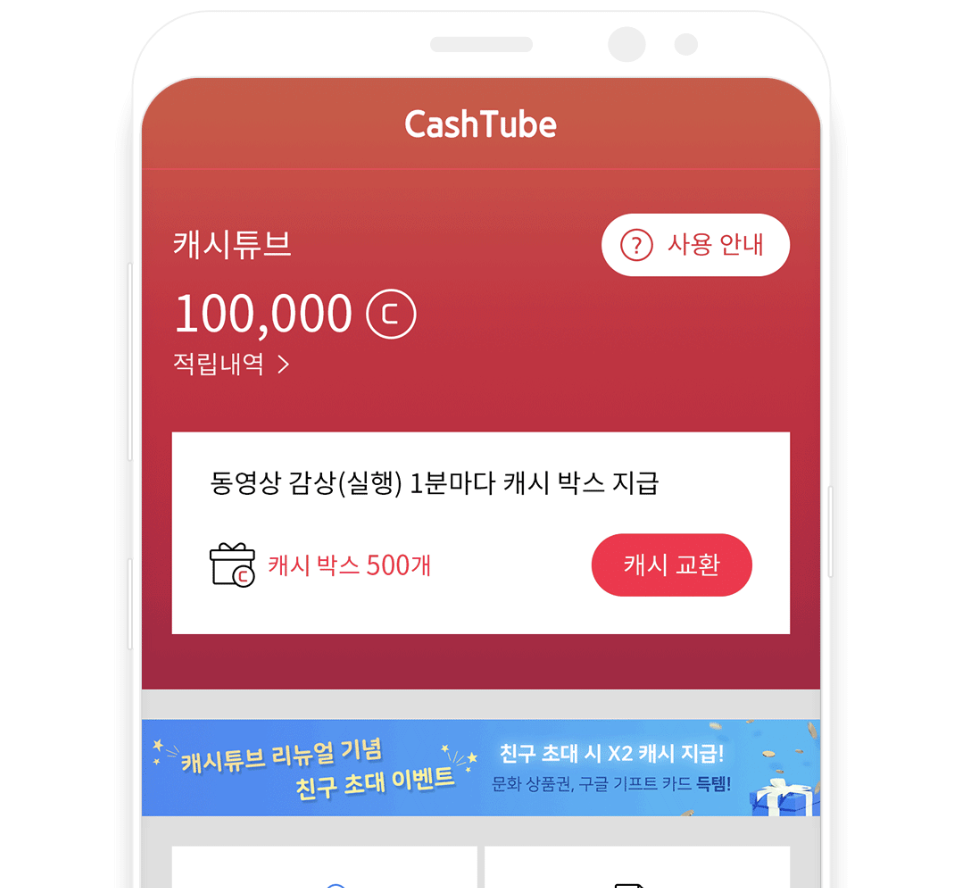 CashTube
캐시튜브
? 사용 안내
100,000 C
적립내역 >
동영상 감상(실행) 1분마다 캐시 박스 지급
C 캐시 박스 500개
캐시 교환
캐시튜브 리뉴얼 기념
친구 초대 이벤트
친구 초대 시 X2 캐시 지급!
문화 상품권, 구글 기프트 카드 득템!